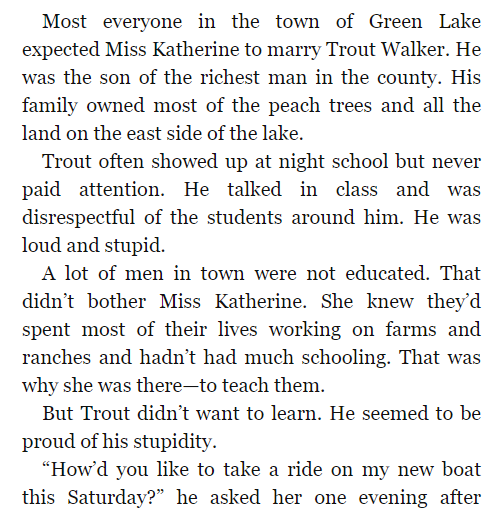 Most everyone in the town of Green Lake
expected Miss Katherine to marry Trout Walker. He
was the son of the richest man in the county. His
family owned most of the peach trees and all the
land on the east side of the lake.
Trout often showed up at night school but never
paid attention. He talked in class and was
disrespectful of the students around him. He was
loud and stupid.
A lot of men in town were not educated. That
didn’t bother Miss Katherine. She knew they’d
spent most of their lives working on farms and
ranches and hadn’t had much schooling. That was
why she was there—to teach them.
But Trout didn’t want to learn. He seemed to be
proud of his stupidity.
“How’d you like to take a ride on my new boat
this Saturday?” he asked her one evening after